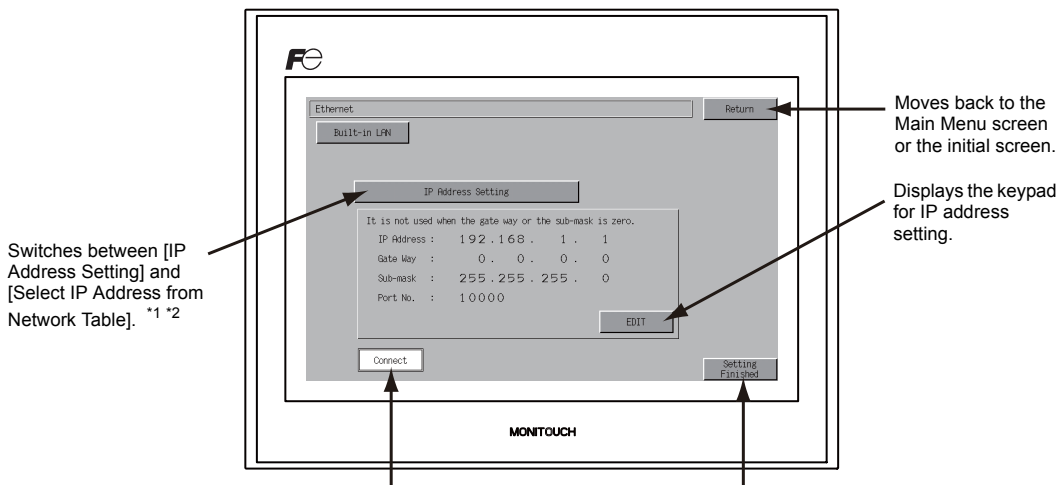 Fe
Ethernet
Return
Built-in LAN
IP Address Setting
It is not used when the gate way or the sub-mask is zero.
IP Address : 192.168. 1. 1
Gate Way : 0. 0. 0. 0
Sub-mask : 255.255.255. 0
Port No. : 10000
EDIT
Connect
Setting
Finished
MONITOUCH
Switches between [IP
Address Setting] and
[Select IP Address from
Network Table]. *1 *2
Moves back to the
Main Menu screen
or the initial screen.
Displays the keypad
for IP address
setting.